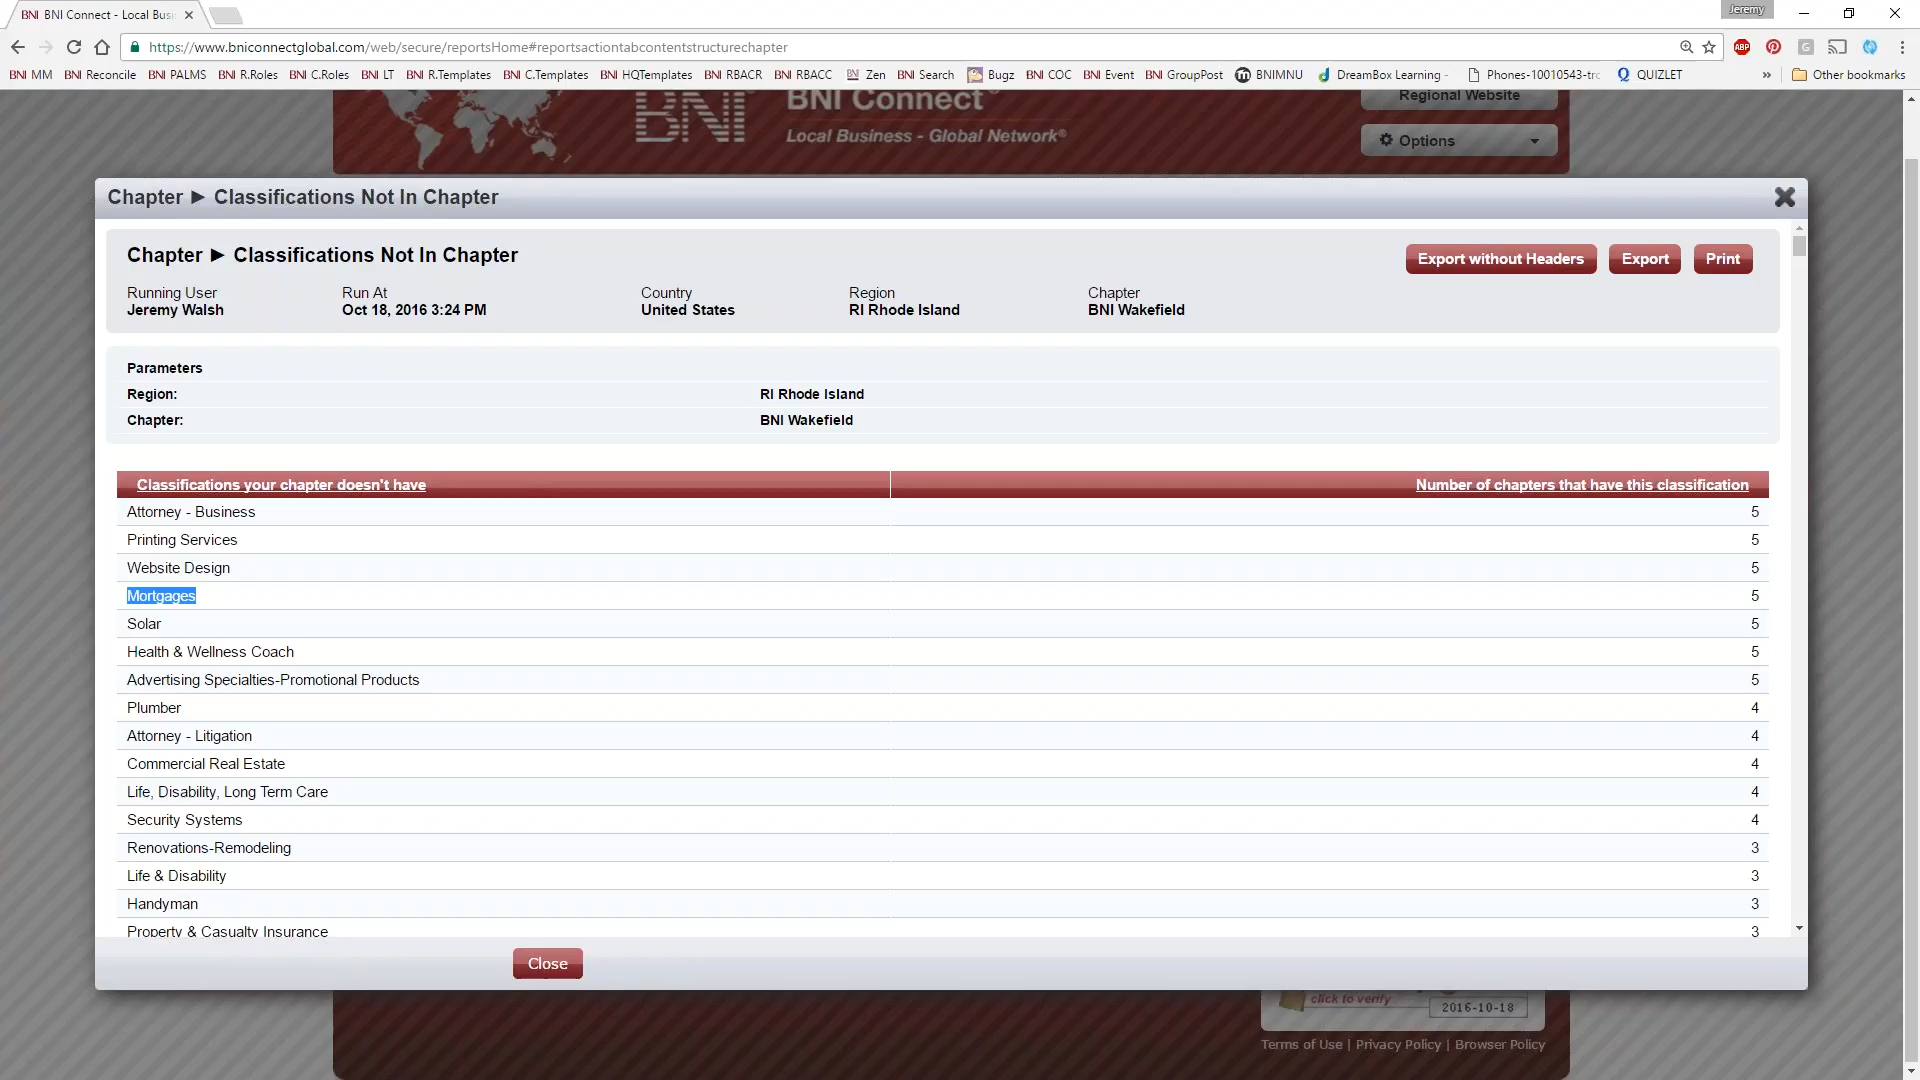 BNI BNI Connect - Local Busi
Jeremy
https://www.bniconnectglobal.com/web/secure/reportsHome#reportsactiontabcontentstructurechapter
ABP
G
BNI MM BNI Reconcile BNI PALMS BNI R.Roles BNI C.Roles BNI LT BNI R.Templates BNI C.Templates BNI HQTemplates BNI RBACR BNI RBACC BNI Zen BNI Search Bugz BNI COC BNI Event BNI GroupPost BNIMNU DreamBox Learning - Phones-10010543-trc QUIZLET » Other bookmarks
BNI® BNI Connect®
Local Business - Global Network®
Regional Website
Options
Chapter ► Classifications Not In Chapter
Chapter ► Classifications Not In Chapter
Export without Headers Export Print
Running User Run At Country Region Chapter
Jeremy Walsh Oct 18, 2016 3:24 PM United States RI Rhode Island BNI Wakefield
Parameters
Region: RI Rhode Island
Chapter: BNI Wakefield
Classifications your chapter doesn't have Number of chapters that have this classification
Attorney - Business 5
Printing Services 5
Website Design 5
Mortgages 5
Solar 5
Health & Wellness Coach 5
Advertising Specialties-Promotional Products 5
Plumber 4
Attorney - Litigation 4
Commercial Real Estate 4
Life, Disability, Long Term Care 4
Security Systems 4
Renovations-Remodeling 3
Life & Disability 3
Handyman 3
Property & Casualty Insurance 3
Close
click to verify
2016-10-18
Terms of Use | Privacy Policy | Browser Policy